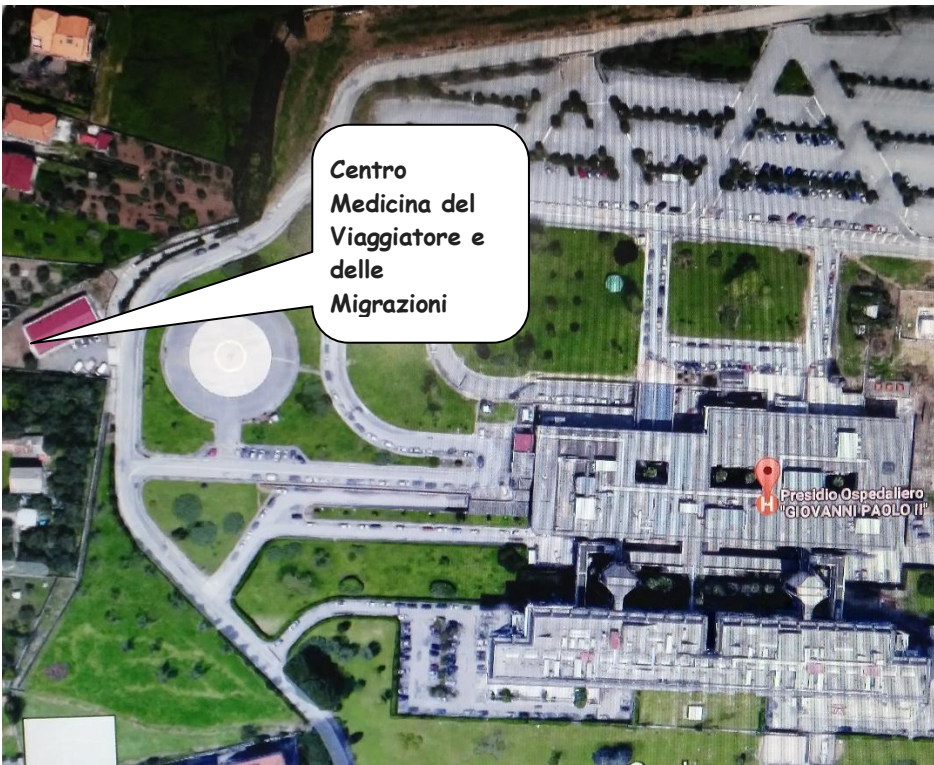 Centro
Medicina del
Viaggiatore e
delle
Migrazioni
H
Presidio Ospedaliero
"GIOVANNI PAOLO II"